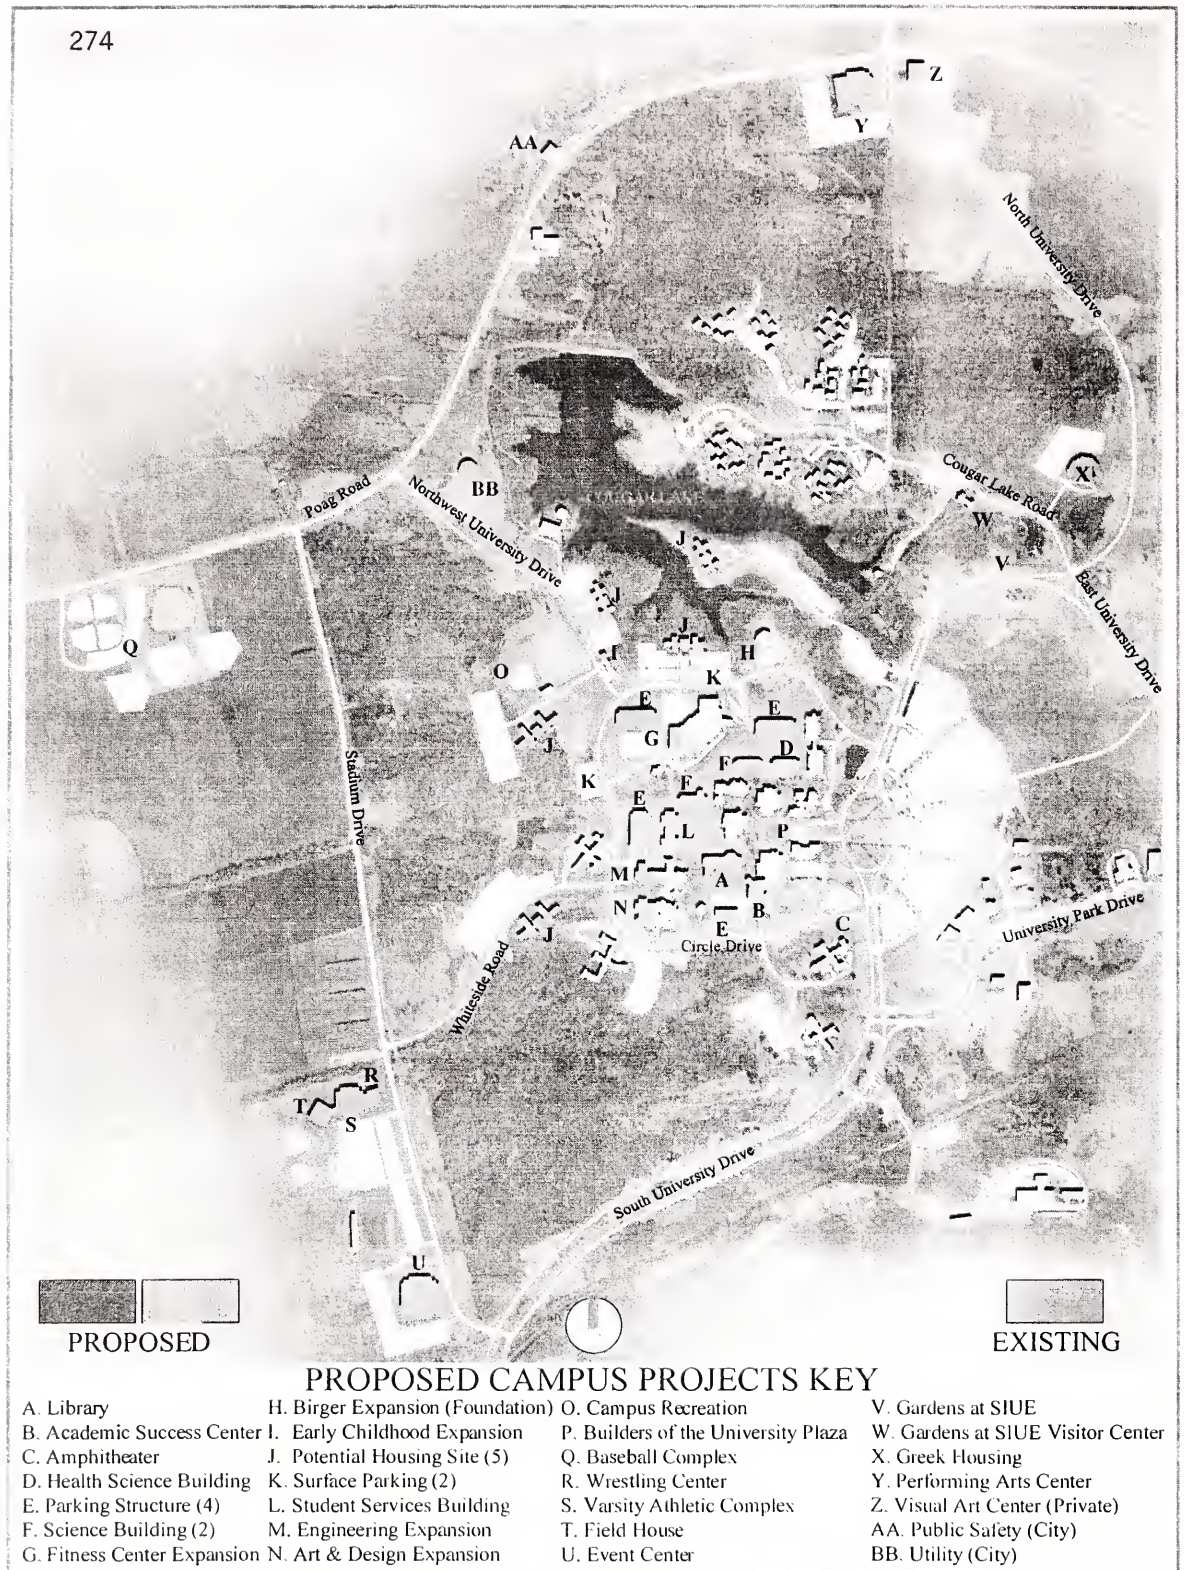 274
Z
Y
AA
North University Drive
Cougar Lake Road
X
BB
Poag Road
Northwest University Drive
COUGAR LAKE
W
J
V
East University Drive
J
J
Q
I
H
O
K
E
E
G
J
D
F
K
F
E
Stadium Drive
L
P
M
A
N
B
E
C
University Park Drive
J
Circle Drive
Whiteside Road
R
T
S
South University Drive
U
PROPOSED
EXISTING
PROPOSED CAMPUS PROJECTS KEY
A. Library
B. Academic Success Center
C. Amphitheater
D. Health Science Building
E. Parking Structure (4)
F. Science Building (2)
G. Fitness Center Expansion
H. Birger Expansion (Foundation)
I. Early Childhood Expansion
J. Potential Housing Site (5)
K. Surface Parking (2)
L. Student Services Building
M. Engineering Expansion
N. Art & Design Expansion
O. Campus Recreation
P. Builders of the University Plaza
Q. Baseball Complex
R. Wrestling Center
S. Varsity Athletic Complex
T. Field House
U. Event Center
V. Gardens at SIUE
W. Gardens at SIUE Visitor Center
X. Greek Housing
Y. Performing Arts Center
Z. Visual Art Center (Private)
AA. Public Safety (City)
BB. Utility (City)